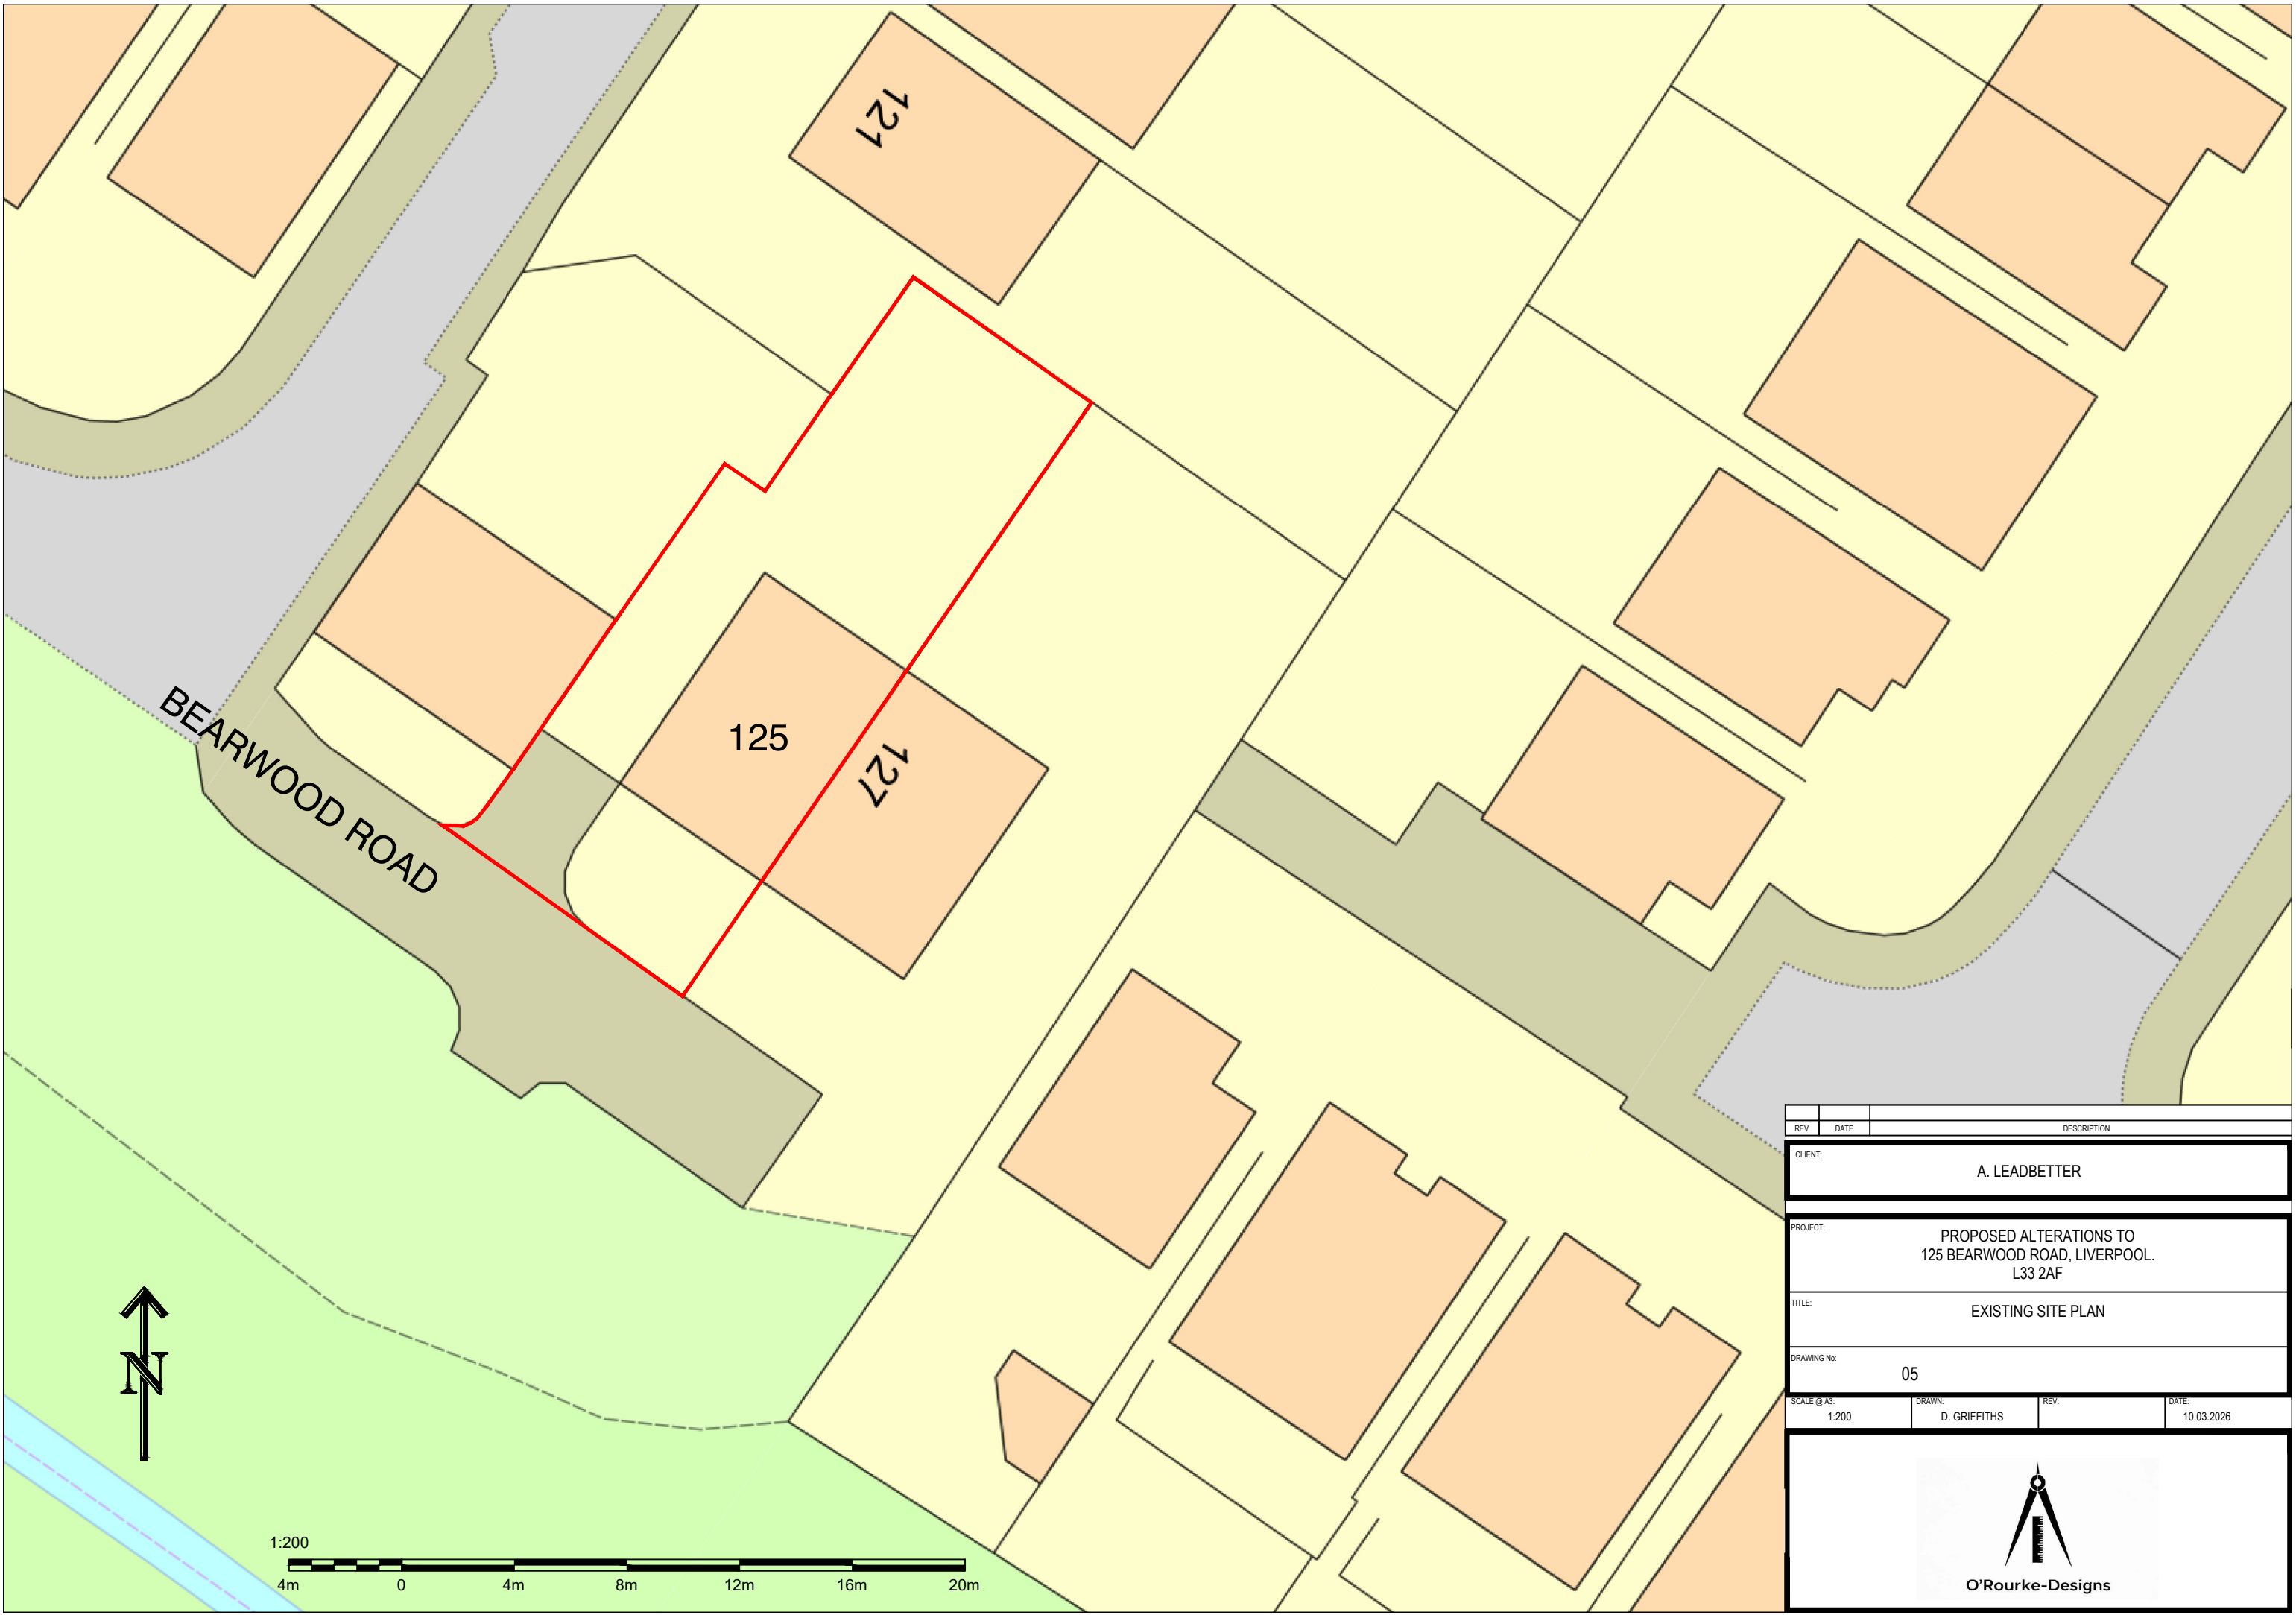 121
125
127
BEARWOOD ROAD
N
1:200
4m 0 4m 8m 12m 16m 20m
REV DATE DESCRIPTION
CLIENT:
A. LEADBETTER
PROJECT:
PROPOSED ALTERATIONS TO
125 BEARWOOD ROAD, LIVERPOOL.
L33 2AF
TITLE:
EXISTING SITE PLAN
DRAWING No:
05
SCALE @ A3: DRAWN: REV: DATE:
1:200 D. GRIFFITHS 10.03.2026
O'Rourke-Designs